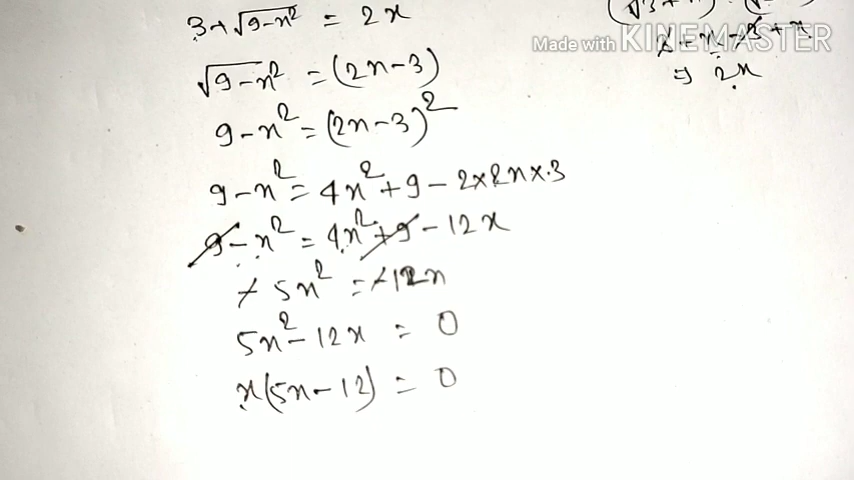 3 + √9-x² = 2x
√9-x² = (2x-3)
9-x² = (2x-3)²
9-x² = 4x²+9-2×2x×3
9-x² = 4x²+9-12x
-5x² = -12x
5x²-12x = 0
x(5x-12) = 0
Made with KINEMASTER
⇒ 2x